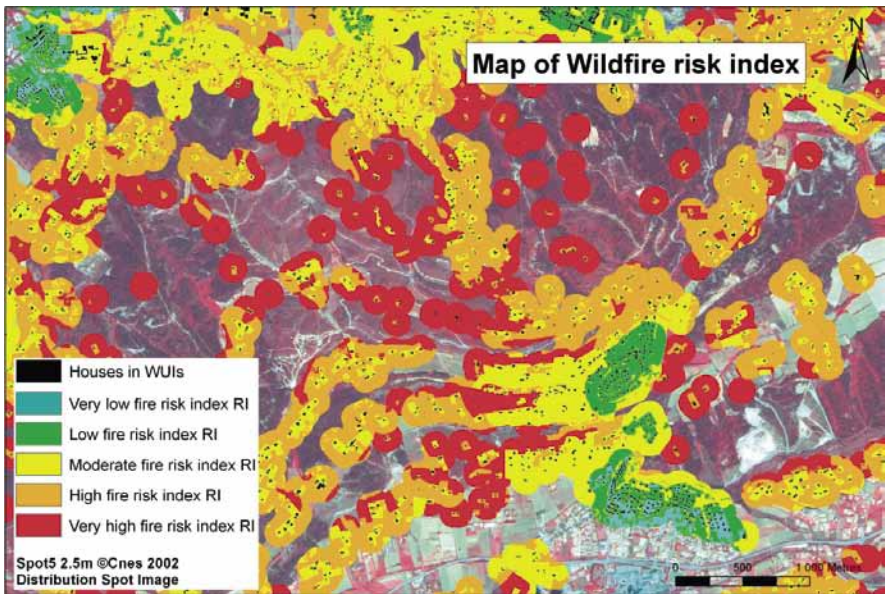 Map of Wildfire risk index
N
Houses in WUIs
Very low fire risk index RI
Low fire risk index RI
Moderate fire risk index RI
High fire risk index RI
Very high fire risk index RI
Spot5 2.5m ©Cnes 2002
Distribution Spot Image
0 500 1 000 Metres